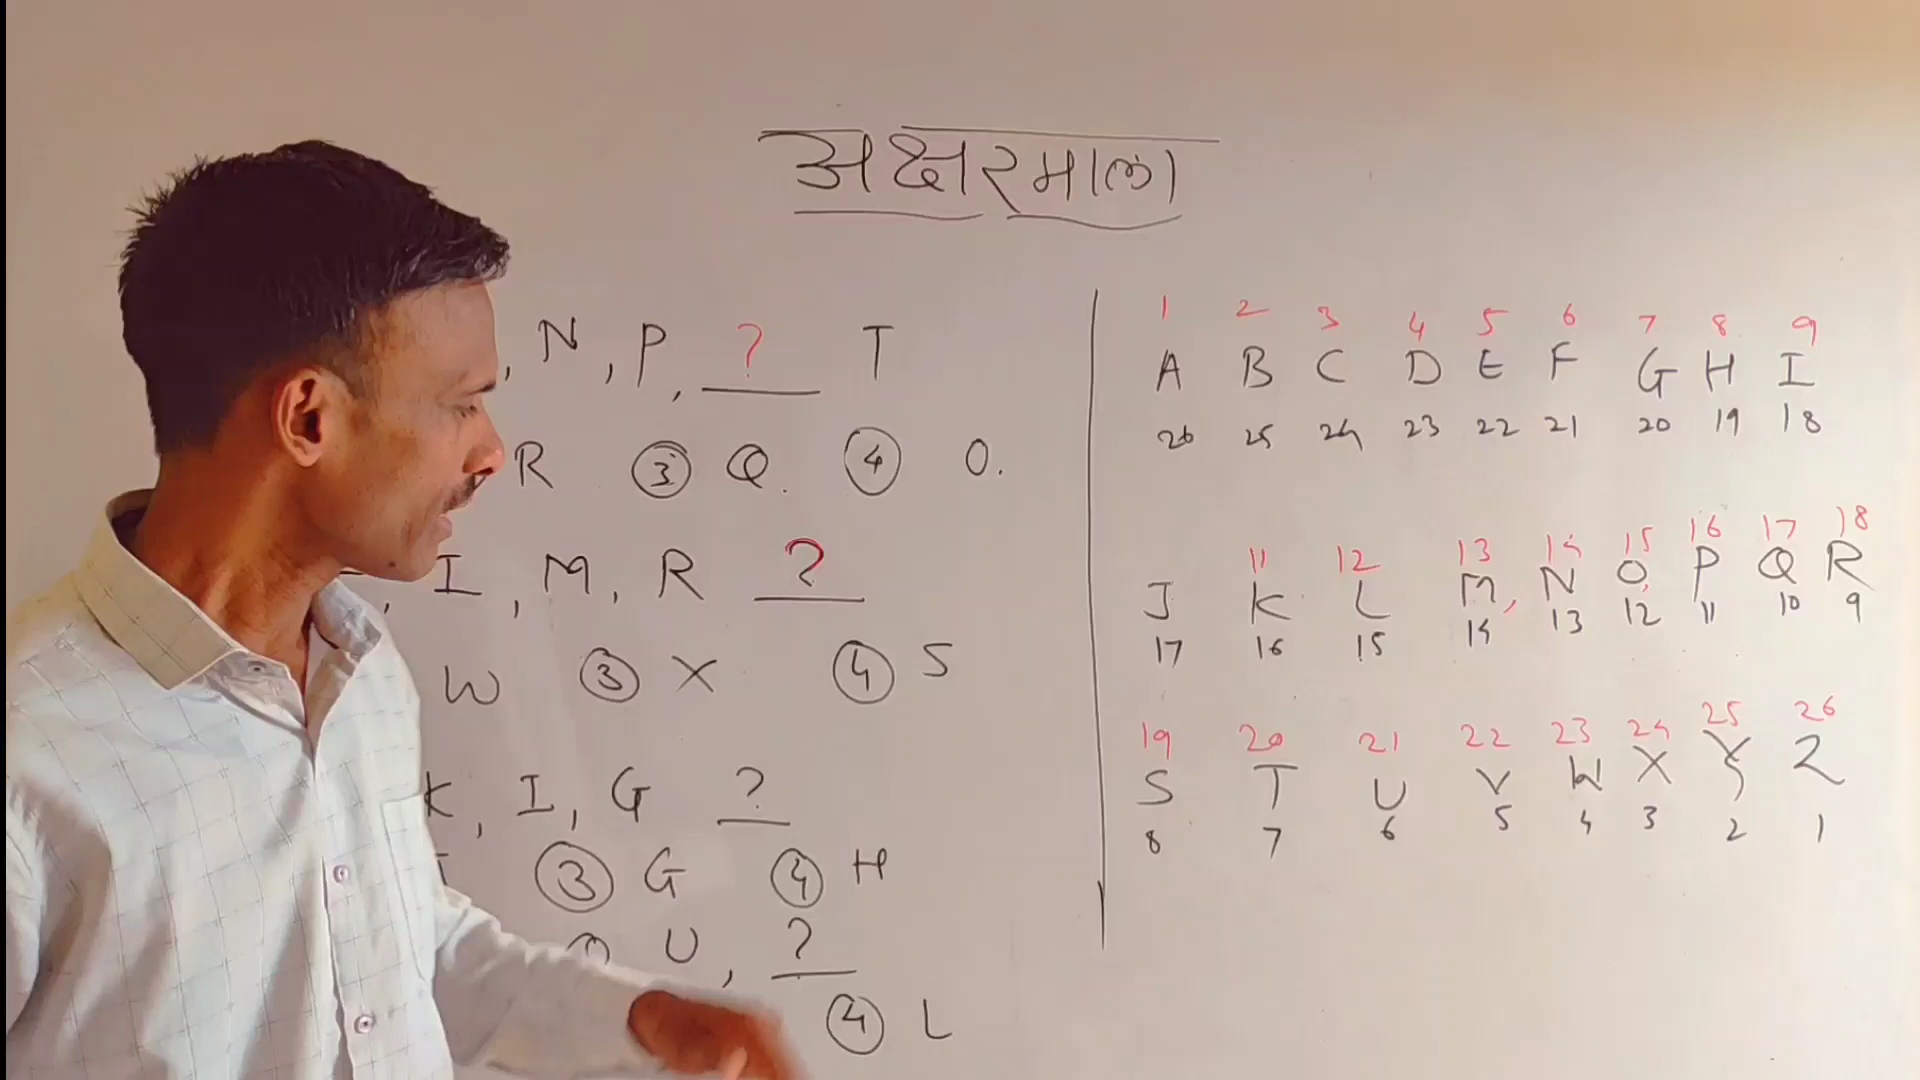 अक्षरमाला
, N , P , ? T
R ③ Q . ④ O .
, I , M , R ?
W ③ X ④ S
K , I , G ?
③ G ④ H
U , ?
④ L
1 2 3 4 5 6 7 8 9
A B C D E F G H I
26 25 24 23 22 21 20 19 18
11 12 13 14 15 16 17 18
J K L M , N O , P Q R
17 16 15 14 13 12 11 10 9
19 20 21 22 23 24 25 26
S T U V W X Y Z
8 7 6 5 4 3 2 1